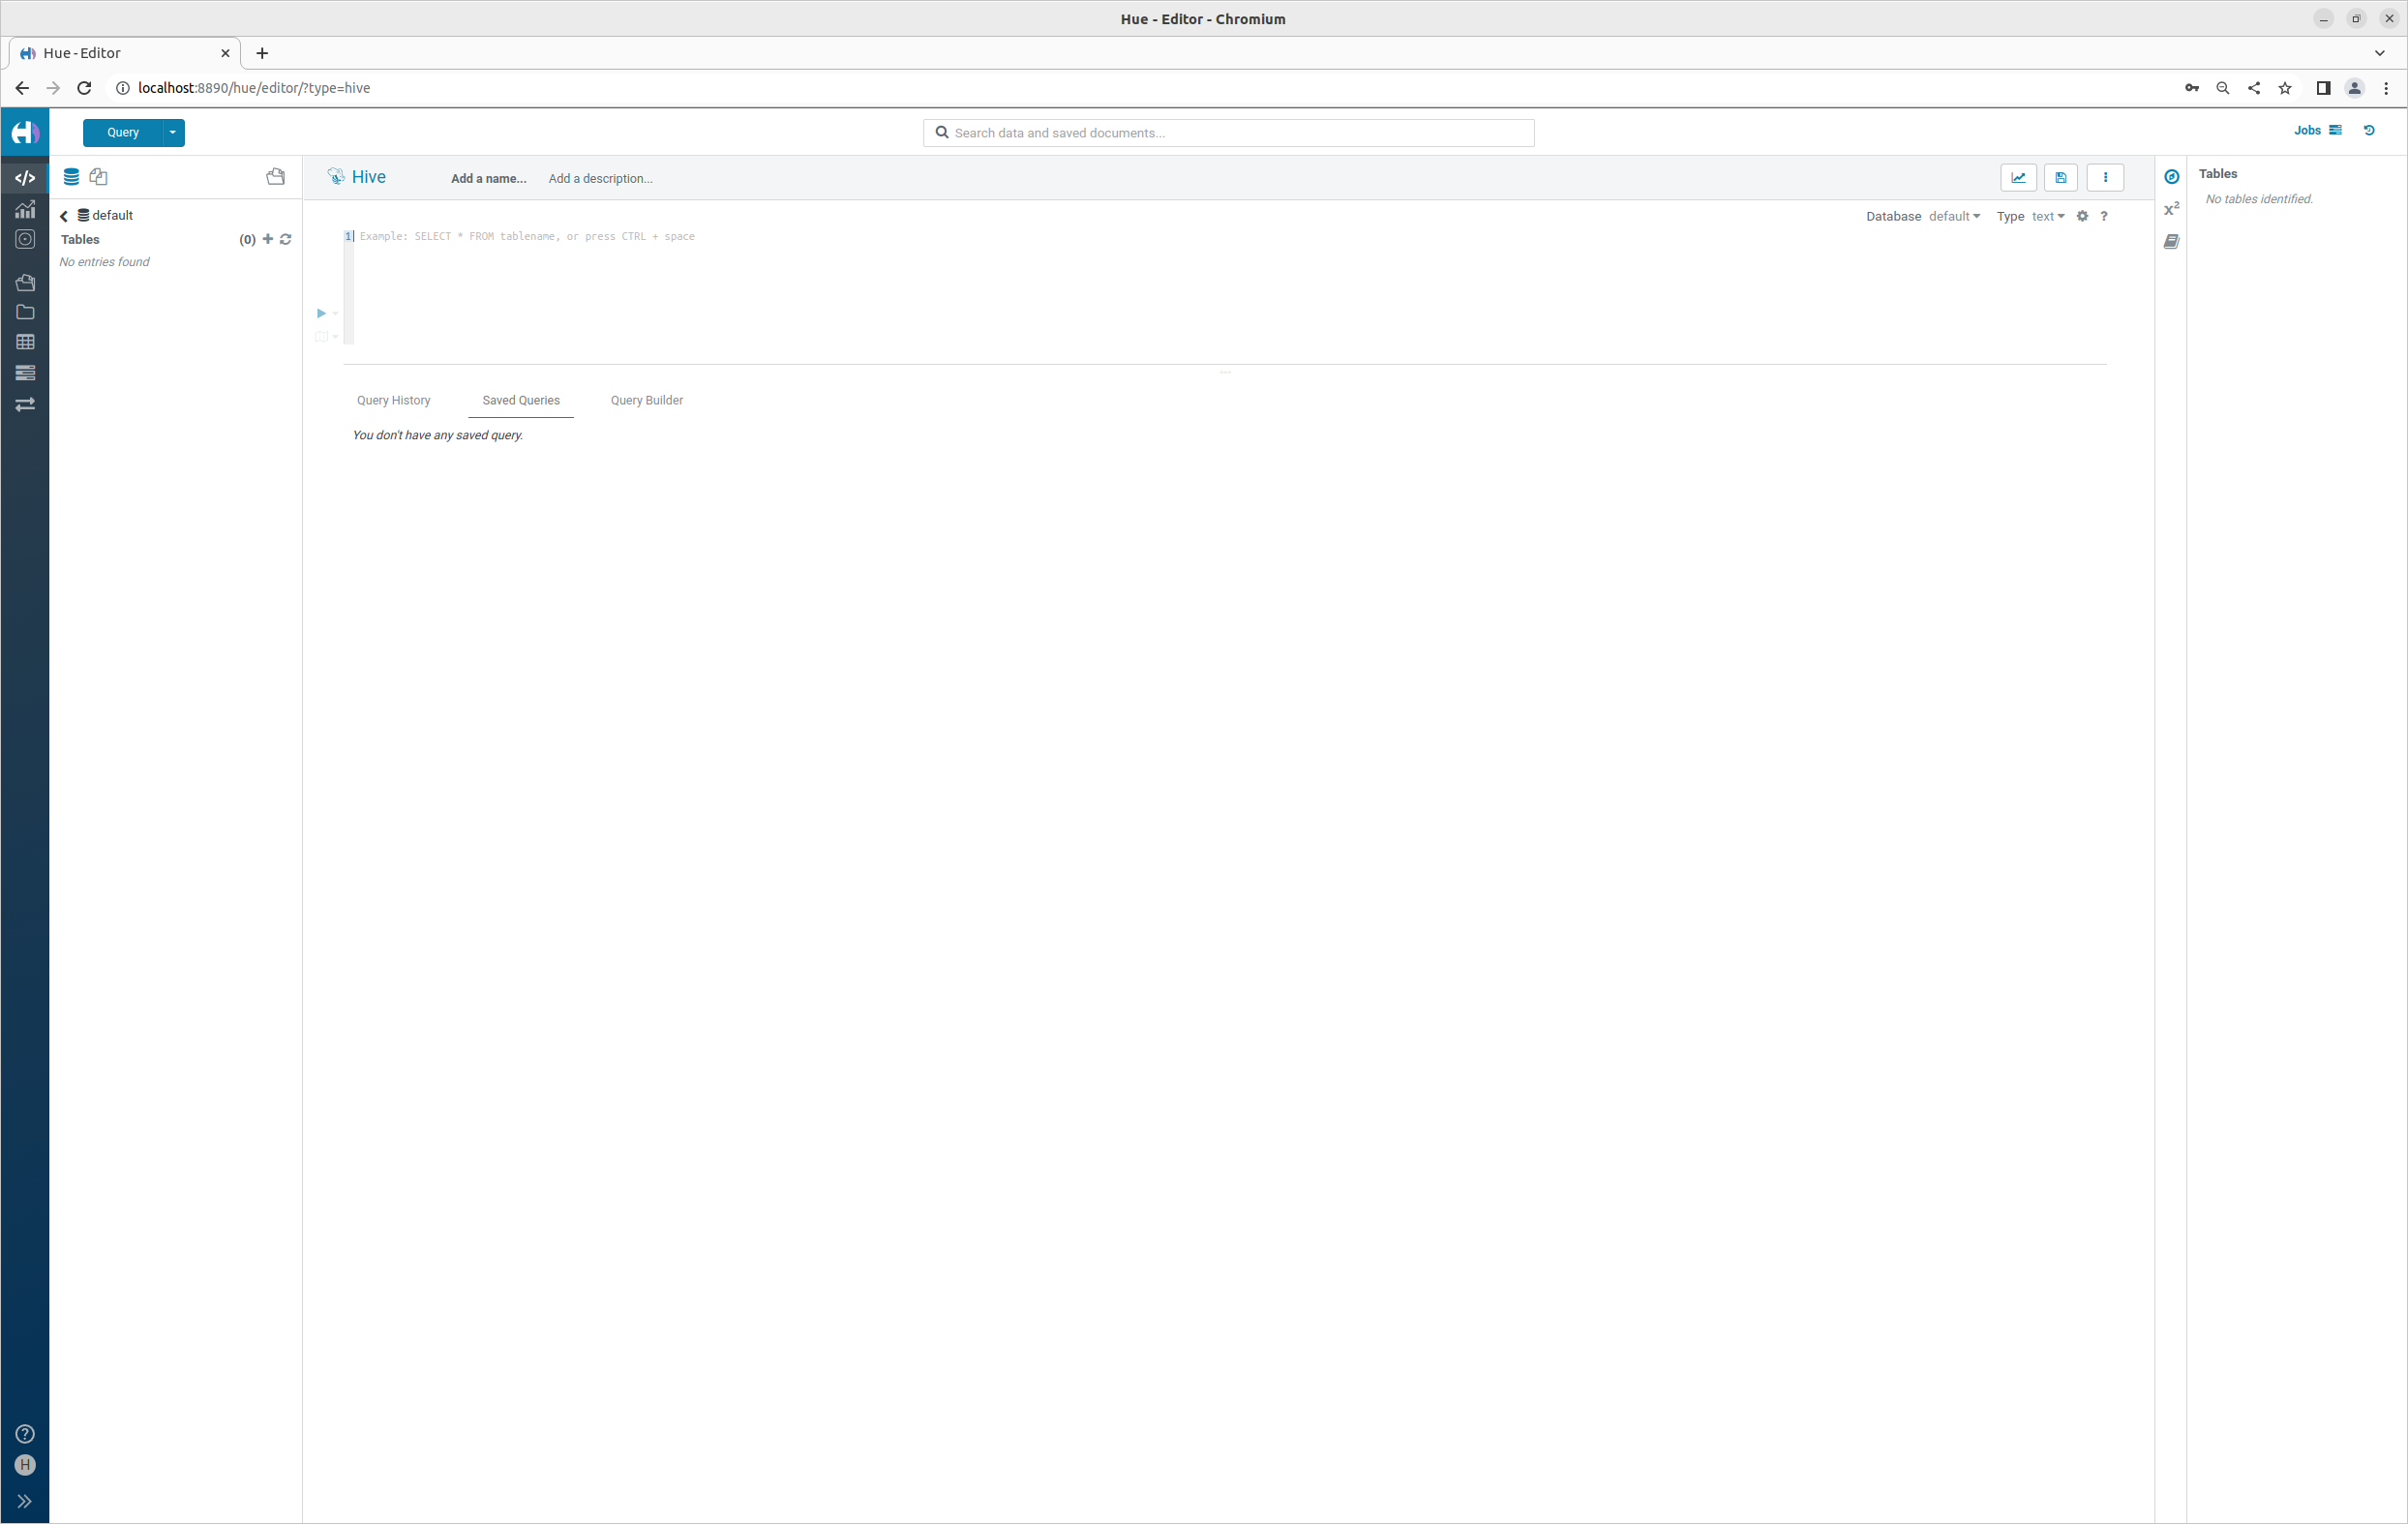 Hue - Editor - Chromium
Hue - Editor
localhost:8890/hue/editor/?type=hive
Query
Search data and saved documents...
Jobs
Hive
Add a name...
Add a description...
Tables
No tables identified.
default
Database default Type text ?
Tables (0)
1 Example: SELECT * FROM tablename, or press CTRL + space
No entries found
x²
Query History
Saved Queries
Query Builder
You don't have any saved query.
?
H